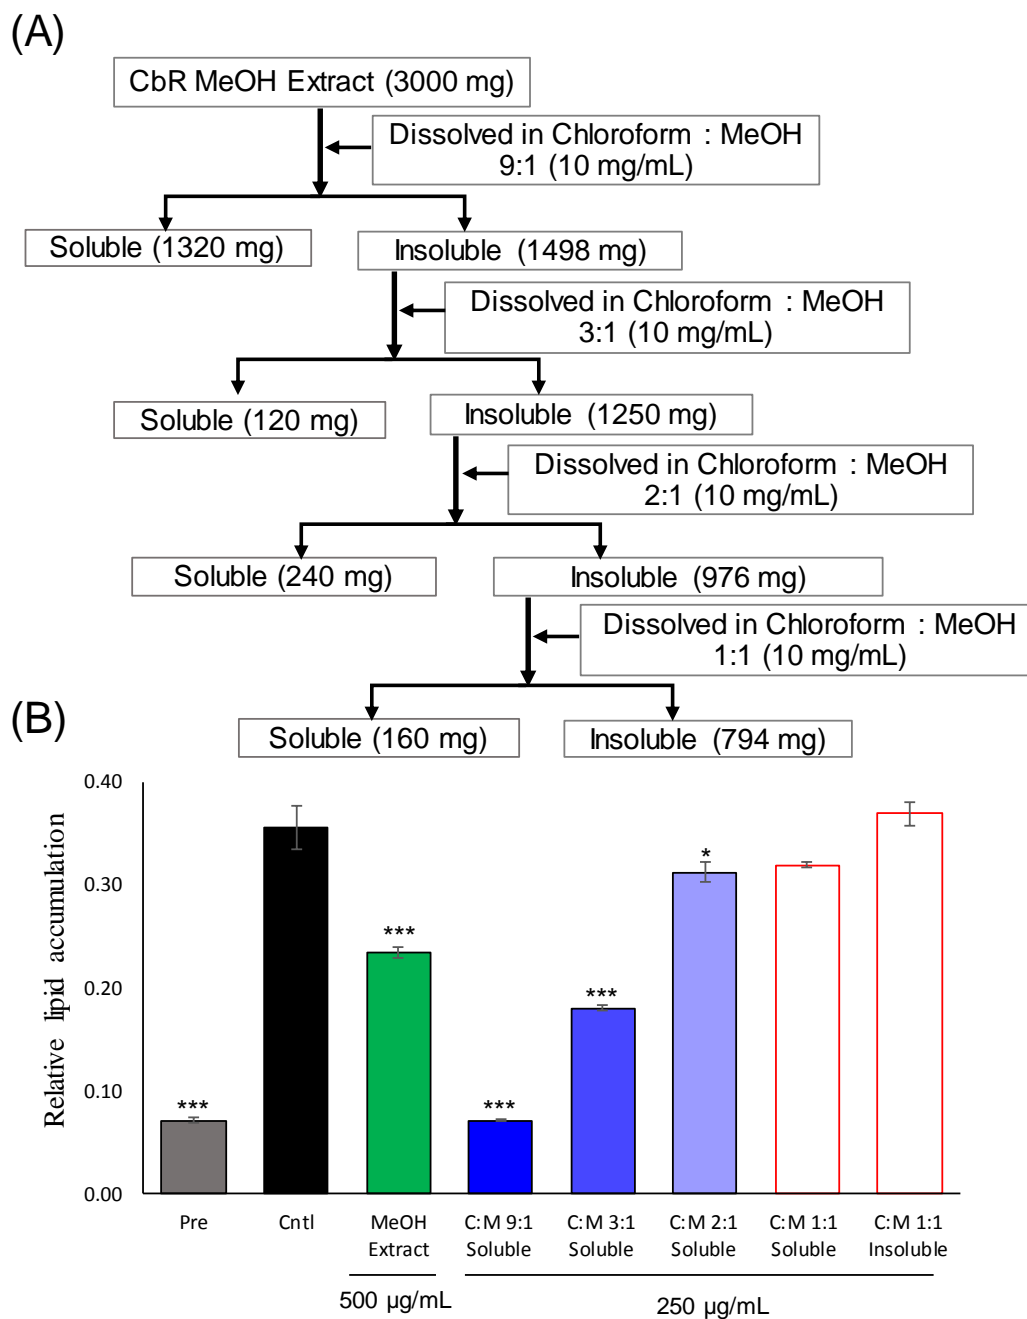 (A)
CbR MeOH Extract (3000 mg)
Dissolved in Chloroform : MeOH
9:1 (10 mg/mL)
Soluble (1320 mg)
Insoluble (1498 mg)
Dissolved in Chloroform : MeOH
3:1 (10 mg/mL)
Soluble (120 mg)
Insoluble (1250 mg)
Dissolved in Chloroform : MeOH
2:1 (10 mg/mL)
Soluble (240 mg)
Insoluble (976 mg)
Dissolved in Chloroform : MeOH
1:1 (10 mg/mL)
Soluble (160 mg)
Insoluble (794 mg)
(B)
Relative lipid accumulation
0.40
0.30
0.20
0.10
0.00
***
***
***
***
*
Pre
Cntl
MeOH
Extract
C:M 9:1
Soluble
C:M 3:1
Soluble
C:M 2:1
Soluble
C:M 1:1
Soluble
C:M 1:1
Insoluble
500 µg/mL
250 µg/mL